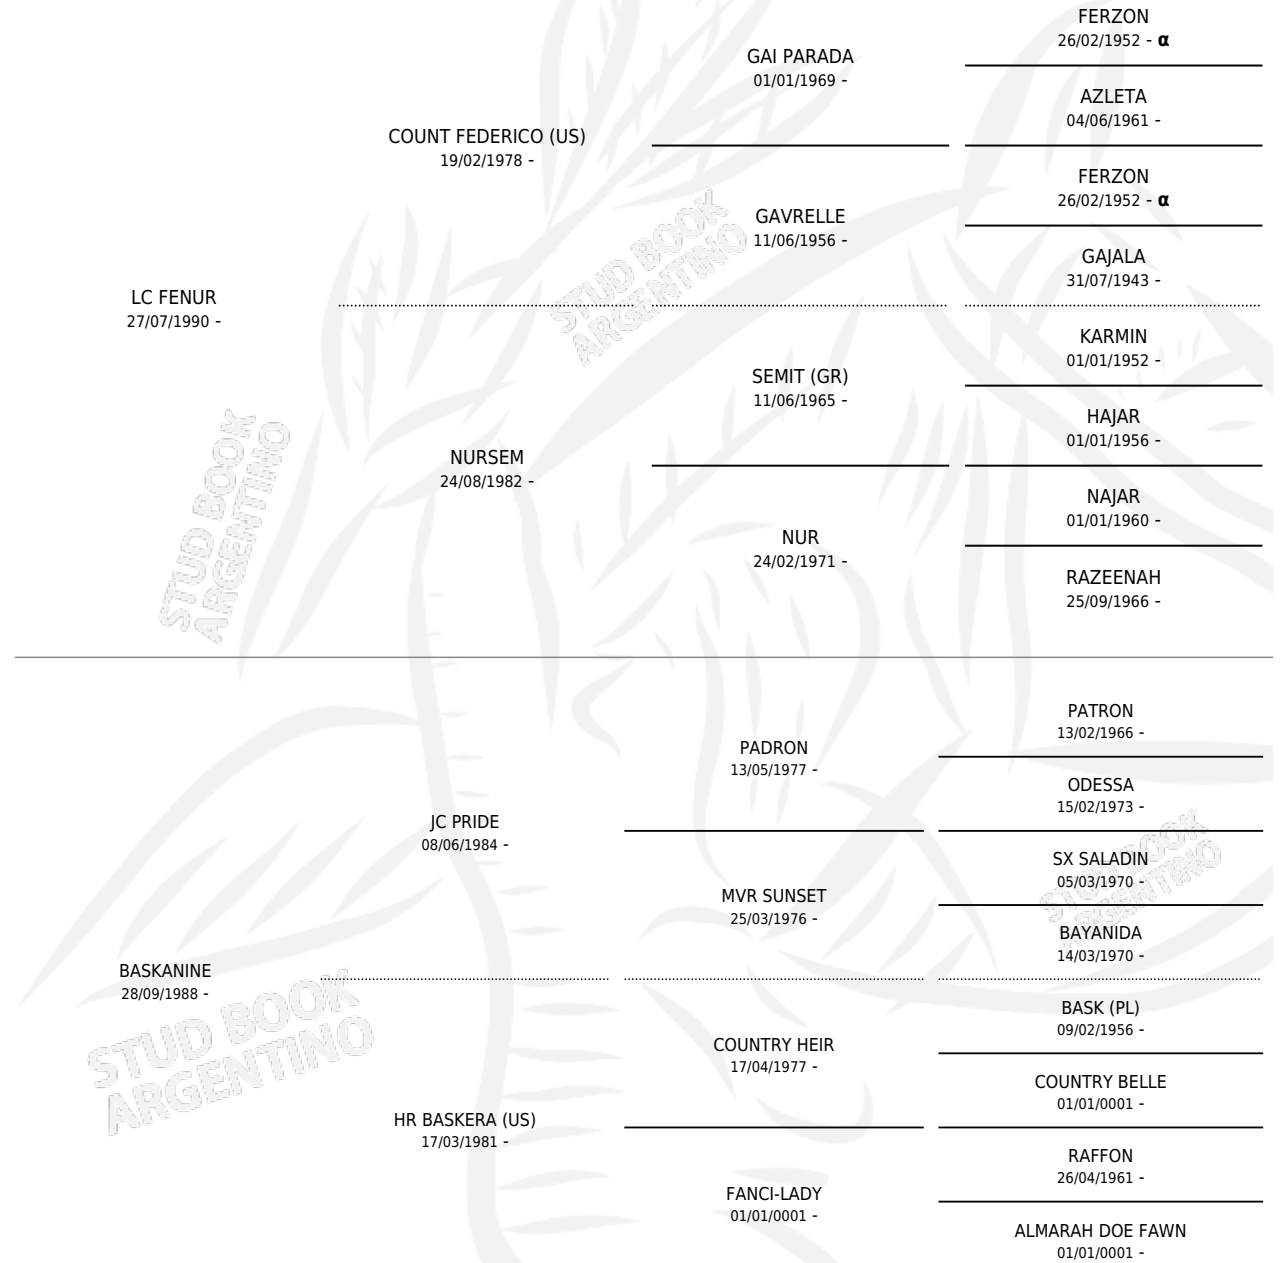 FERZON
26/02/1952 - α
GAI PARADA
01/01/1969 -
AZLETA
04/06/1961 -
COUNT FEDERICO (US)
19/02/1978 -
FERZON
26/02/1952 - α
GAVRELLE
11/06/1956 -
GAJALA
31/07/1943 -
LC FENUR
27/07/1990 -
KARMIN
01/01/1952 -
SEMIT (GR)
11/06/1965 -
HAJAR
01/01/1956 -
NURSEM
24/08/1982 -
NAJAR
01/01/1960 -
NUR
24/02/1971 -
RAZEENAH
25/09/1966 -
PATRON
13/02/1966 -
PADRON
13/05/1977 -
ODESSA
15/02/1973 -
JC PRIDE
08/06/1984 -
SX SALADIN
05/03/1970 -
MVR SUNSET
25/03/1976 -
BAYANIDA
14/03/1970 -
BASKANINE
28/09/1988 -
BASK (PL)
09/02/1956 -
COUNTRY HEIR
17/04/1977 -
COUNTRY BELLE
01/01/0001 -
HR BASKERA (US)
17/03/1981 -
RAFFON
26/04/1961 -
FANCI-LADY
01/01/0001 -
ALMARAH DOE FAWN
01/01/0001 -
STUD BOOK
ARGENTINO
STUD BOOK
ARGENTINO
STUD BOOK
ARGENTINO
STUD BOOK
ARGENTINO